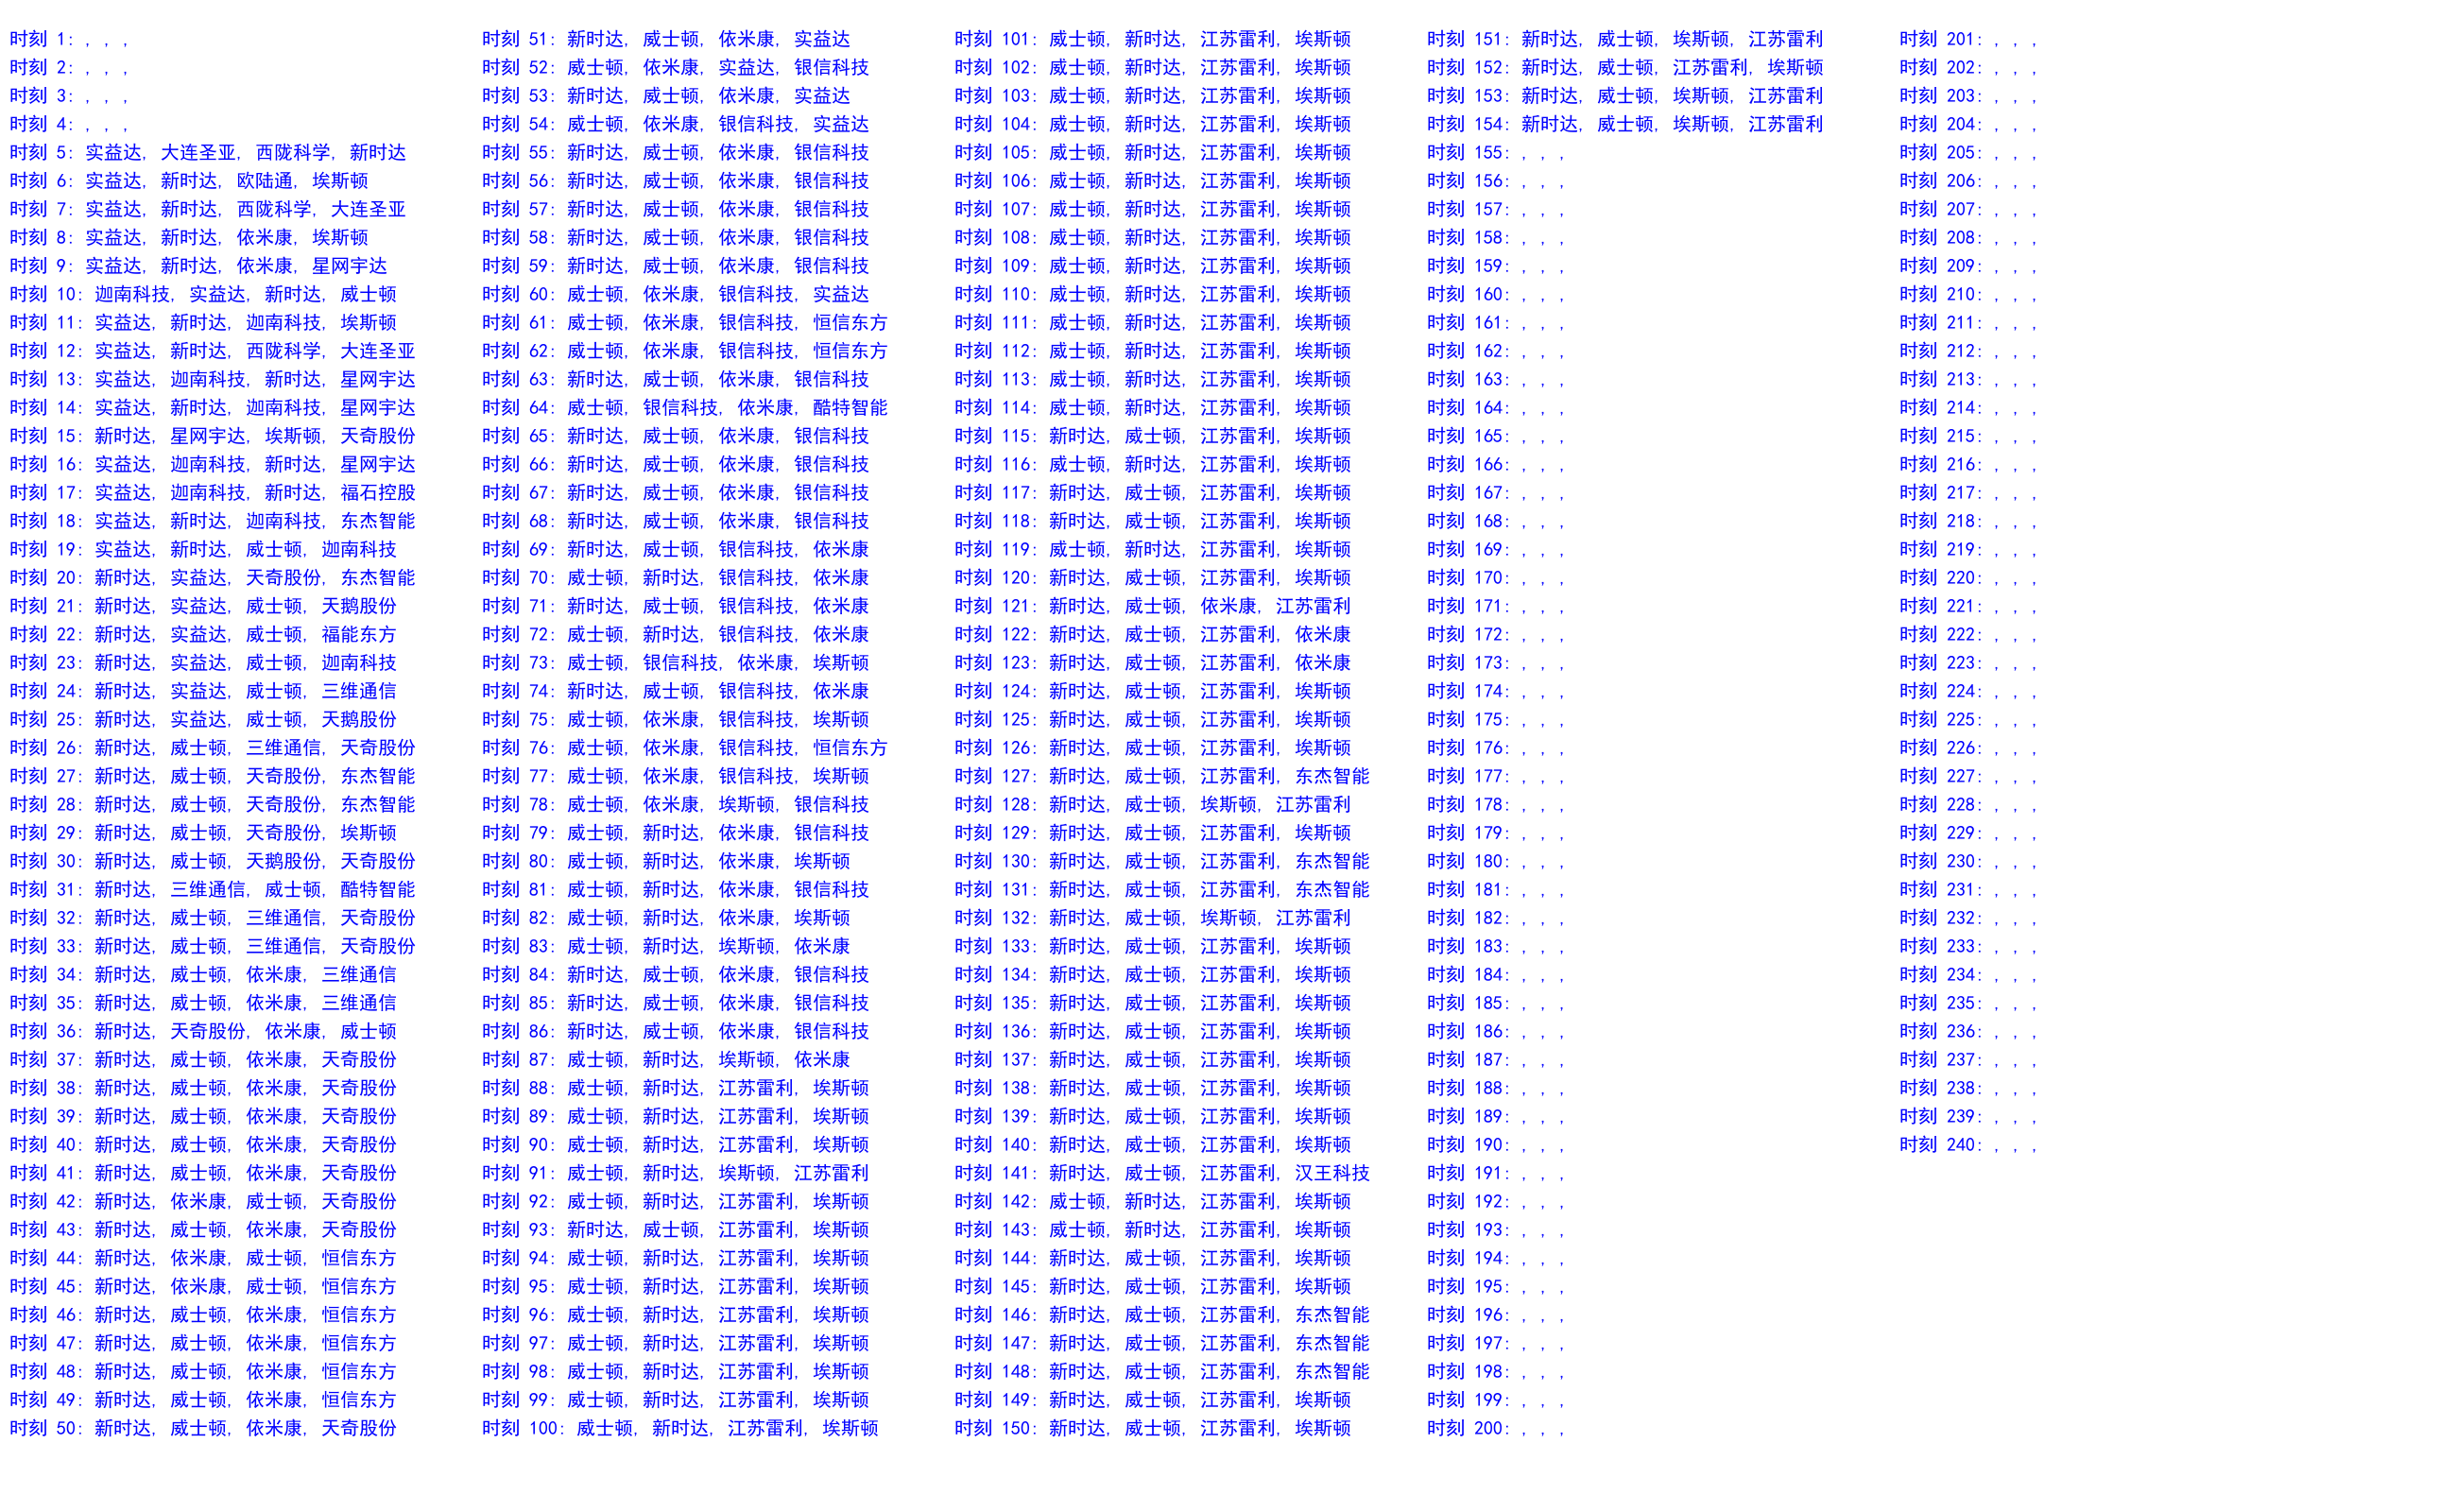 时刻 1: , , ,
时刻 2: , , ,
时刻 3: , , ,
时刻 4: , , ,
时刻 5: 实益达, 大连圣亚, 西陇科学, 新时达
时刻 6: 实益达, 新时达, 欧陆通, 埃斯顿
时刻 7: 实益达, 新时达, 西陇科学, 大连圣亚
时刻 8: 实益达, 新时达, 依米康, 埃斯顿
时刻 9: 实益达, 新时达, 依米康, 星网宇达
时刻 10: 迦南科技, 实益达, 新时达, 威士顿
时刻 11: 实益达, 新时达, 迦南科技, 埃斯顿
时刻 12: 实益达, 新时达, 西陇科学, 大连圣亚
时刻 13: 实益达, 迦南科技, 新时达, 星网宇达
时刻 14: 实益达, 新时达, 迦南科技, 星网宇达
时刻 15: 新时达, 星网宇达, 埃斯顿, 天奇股份
时刻 16: 实益达, 迦南科技, 新时达, 星网宇达
时刻 17: 实益达, 迦南科技, 新时达, 福石控股
时刻 18: 实益达, 新时达, 迦南科技, 东杰智能
时刻 19: 实益达, 新时达, 威士顿, 迦南科技
时刻 20: 新时达, 实益达, 天奇股份, 东杰智能
时刻 21: 新时达, 实益达, 威士顿, 天鹅股份
时刻 22: 新时达, 实益达, 威士顿, 福能东方
时刻 23: 新时达, 实益达, 威士顿, 迦南科技
时刻 24: 新时达, 实益达, 威士顿, 三维通信
时刻 25: 新时达, 实益达, 威士顿, 天鹅股份
时刻 26: 新时达, 威士顿, 三维通信, 天奇股份
时刻 27: 新时达, 威士顿, 天奇股份, 东杰智能
时刻 28: 新时达, 威士顿, 天奇股份, 东杰智能
时刻 29: 新时达, 威士顿, 天奇股份, 埃斯顿
时刻 30: 新时达, 威士顿, 天鹅股份, 天奇股份
时刻 31: 新时达, 三维通信, 威士顿, 酷特智能
时刻 32: 新时达, 威士顿, 三维通信, 天奇股份
时刻 33: 新时达, 威士顿, 三维通信, 天奇股份
时刻 34: 新时达, 威士顿, 依米康, 三维通信
时刻 35: 新时达, 威士顿, 依米康, 三维通信
时刻 36: 新时达, 天奇股份, 依米康, 威士顿
时刻 37: 新时达, 威士顿, 依米康, 天奇股份
时刻 38: 新时达, 威士顿, 依米康, 天奇股份
时刻 39: 新时达, 威士顿, 依米康, 天奇股份
时刻 40: 新时达, 威士顿, 依米康, 天奇股份
时刻 41: 新时达, 威士顿, 依米康, 天奇股份
时刻 42: 新时达, 依米康, 威士顿, 天奇股份
时刻 43: 新时达, 威士顿, 依米康, 天奇股份
时刻 44: 新时达, 依米康, 威士顿, 恒信东方
时刻 45: 新时达, 依米康, 威士顿, 恒信东方
时刻 46: 新时达, 威士顿, 依米康, 恒信东方
时刻 47: 新时达, 威士顿, 依米康, 恒信东方
时刻 48: 新时达, 威士顿, 依米康, 恒信东方
时刻 49: 新时达, 威士顿, 依米康, 恒信东方
时刻 50: 新时达, 威士顿, 依米康, 天奇股份
时刻 51: 新时达, 威士顿, 依米康, 实益达
时刻 52: 威士顿, 依米康, 实益达, 银信科技
时刻 53: 新时达, 威士顿, 依米康, 实益达
时刻 54: 威士顿, 依米康, 银信科技, 实益达
时刻 55: 新时达, 威士顿, 依米康, 银信科技
时刻 56: 新时达, 威士顿, 依米康, 银信科技
时刻 57: 新时达, 威士顿, 依米康, 银信科技
时刻 58: 新时达, 威士顿, 依米康, 银信科技
时刻 59: 新时达, 威士顿, 依米康, 银信科技
时刻 60: 威士顿, 依米康, 银信科技, 实益达
时刻 61: 威士顿, 依米康, 银信科技, 恒信东方
时刻 62: 威士顿, 依米康, 银信科技, 恒信东方
时刻 63: 新时达, 威士顿, 依米康, 银信科技
时刻 64: 威士顿, 银信科技, 依米康, 酷特智能
时刻 65: 新时达, 威士顿, 依米康, 银信科技
时刻 66: 新时达, 威士顿, 依米康, 银信科技
时刻 67: 新时达, 威士顿, 依米康, 银信科技
时刻 68: 新时达, 威士顿, 依米康, 银信科技
时刻 69: 新时达, 威士顿, 银信科技, 依米康
时刻 70: 威士顿, 新时达, 银信科技, 依米康
时刻 71: 新时达, 威士顿, 银信科技, 依米康
时刻 72: 威士顿, 新时达, 银信科技, 依米康
时刻 73: 威士顿, 银信科技, 依米康, 埃斯顿
时刻 74: 新时达, 威士顿, 银信科技, 依米康
时刻 75: 威士顿, 依米康, 银信科技, 埃斯顿
时刻 76: 威士顿, 依米康, 银信科技, 恒信东方
时刻 77: 威士顿, 依米康, 银信科技, 埃斯顿
时刻 78: 威士顿, 依米康, 埃斯顿, 银信科技
时刻 79: 威士顿, 新时达, 依米康, 银信科技
时刻 80: 威士顿, 新时达, 依米康, 埃斯顿
时刻 81: 威士顿, 新时达, 依米康, 银信科技
时刻 82: 威士顿, 新时达, 依米康, 埃斯顿
时刻 83: 威士顿, 新时达, 埃斯顿, 依米康
时刻 84: 新时达, 威士顿, 依米康, 银信科技
时刻 85: 新时达, 威士顿, 依米康, 银信科技
时刻 86: 新时达, 威士顿, 依米康, 银信科技
时刻 87: 威士顿, 新时达, 埃斯顿, 依米康
时刻 88: 威士顿, 新时达, 江苏雷利, 埃斯顿
时刻 89: 威士顿, 新时达, 江苏雷利, 埃斯顿
时刻 90: 威士顿, 新时达, 江苏雷利, 埃斯顿
时刻 91: 威士顿, 新时达, 埃斯顿, 江苏雷利
时刻 92: 威士顿, 新时达, 江苏雷利, 埃斯顿
时刻 93: 新时达, 威士顿, 江苏雷利, 埃斯顿
时刻 94: 威士顿, 新时达, 江苏雷利, 埃斯顿
时刻 95: 威士顿, 新时达, 江苏雷利, 埃斯顿
时刻 96: 威士顿, 新时达, 江苏雷利, 埃斯顿
时刻 97: 威士顿, 新时达, 江苏雷利, 埃斯顿
时刻 98: 威士顿, 新时达, 江苏雷利, 埃斯顿
时刻 99: 威士顿, 新时达, 江苏雷利, 埃斯顿
时刻 100: 威士顿, 新时达, 江苏雷利, 埃斯顿
时刻 101: 威士顿, 新时达, 江苏雷利, 埃斯顿
时刻 102: 威士顿, 新时达, 江苏雷利, 埃斯顿
时刻 103: 威士顿, 新时达, 江苏雷利, 埃斯顿
时刻 104: 威士顿, 新时达, 江苏雷利, 埃斯顿
时刻 105: 威士顿, 新时达, 江苏雷利, 埃斯顿
时刻 106: 威士顿, 新时达, 江苏雷利, 埃斯顿
时刻 107: 威士顿, 新时达, 江苏雷利, 埃斯顿
时刻 108: 威士顿, 新时达, 江苏雷利, 埃斯顿
时刻 109: 威士顿, 新时达, 江苏雷利, 埃斯顿
时刻 110: 威士顿, 新时达, 江苏雷利, 埃斯顿
时刻 111: 威士顿, 新时达, 江苏雷利, 埃斯顿
时刻 112: 威士顿, 新时达, 江苏雷利, 埃斯顿
时刻 113: 威士顿, 新时达, 江苏雷利, 埃斯顿
时刻 114: 威士顿, 新时达, 江苏雷利, 埃斯顿
时刻 115: 新时达, 威士顿, 江苏雷利, 埃斯顿
时刻 116: 威士顿, 新时达, 江苏雷利, 埃斯顿
时刻 117: 新时达, 威士顿, 江苏雷利, 埃斯顿
时刻 118: 新时达, 威士顿, 江苏雷利, 埃斯顿
时刻 119: 威士顿, 新时达, 江苏雷利, 埃斯顿
时刻 120: 新时达, 威士顿, 江苏雷利, 埃斯顿
时刻 121: 新时达, 威士顿, 依米康, 江苏雷利
时刻 122: 新时达, 威士顿, 江苏雷利, 依米康
时刻 123: 新时达, 威士顿, 江苏雷利, 依米康
时刻 124: 新时达, 威士顿, 江苏雷利, 埃斯顿
时刻 125: 新时达, 威士顿, 江苏雷利, 埃斯顿
时刻 126: 新时达, 威士顿, 江苏雷利, 埃斯顿
时刻 127: 新时达, 威士顿, 江苏雷利, 东杰智能
时刻 128: 新时达, 威士顿, 埃斯顿, 江苏雷利
时刻 129: 新时达, 威士顿, 江苏雷利, 埃斯顿
时刻 130: 新时达, 威士顿, 江苏雷利, 东杰智能
时刻 131: 新时达, 威士顿, 江苏雷利, 东杰智能
时刻 132: 新时达, 威士顿, 埃斯顿, 江苏雷利
时刻 133: 新时达, 威士顿, 江苏雷利, 埃斯顿
时刻 134: 新时达, 威士顿, 江苏雷利, 埃斯顿
时刻 135: 新时达, 威士顿, 江苏雷利, 埃斯顿
时刻 136: 新时达, 威士顿, 江苏雷利, 埃斯顿
时刻 137: 新时达, 威士顿, 江苏雷利, 埃斯顿
时刻 138: 新时达, 威士顿, 江苏雷利, 埃斯顿
时刻 139: 新时达, 威士顿, 江苏雷利, 埃斯顿
时刻 140: 新时达, 威士顿, 江苏雷利, 埃斯顿
时刻 141: 新时达, 威士顿, 江苏雷利, 汉王科技
时刻 142: 威士顿, 新时达, 江苏雷利, 埃斯顿
时刻 143: 威士顿, 新时达, 江苏雷利, 埃斯顿
时刻 144: 新时达, 威士顿, 江苏雷利, 埃斯顿
时刻 145: 新时达, 威士顿, 江苏雷利, 埃斯顿
时刻 146: 新时达, 威士顿, 江苏雷利, 东杰智能
时刻 147: 新时达, 威士顿, 江苏雷利, 东杰智能
时刻 148: 新时达, 威士顿, 江苏雷利, 东杰智能
时刻 149: 新时达, 威士顿, 江苏雷利, 埃斯顿
时刻 150: 新时达, 威士顿, 江苏雷利, 埃斯顿
时刻 151: 新时达, 威士顿, 埃斯顿, 江苏雷利
时刻 152: 新时达, 威士顿, 江苏雷利, 埃斯顿
时刻 153: 新时达, 威士顿, 埃斯顿, 江苏雷利
时刻 154: 新时达, 威士顿, 埃斯顿, 江苏雷利
时刻 155: , , ,
时刻 156: , , ,
时刻 157: , , ,
时刻 158: , , ,
时刻 159: , , ,
时刻 160: , , ,
时刻 161: , , ,
时刻 162: , , ,
时刻 163: , , ,
时刻 164: , , ,
时刻 165: , , ,
时刻 166: , , ,
时刻 167: , , ,
时刻 168: , , ,
时刻 169: , , ,
时刻 170: , , ,
时刻 171: , , ,
时刻 172: , , ,
时刻 173: , , ,
时刻 174: , , ,
时刻 175: , , ,
时刻 176: , , ,
时刻 177: , , ,
时刻 178: , , ,
时刻 179: , , ,
时刻 180: , , ,
时刻 181: , , ,
时刻 182: , , ,
时刻 183: , , ,
时刻 184: , , ,
时刻 185: , , ,
时刻 186: , , ,
时刻 187: , , ,
时刻 188: , , ,
时刻 189: , , ,
时刻 190: , , ,
时刻 191: , , ,
时刻 192: , , ,
时刻 193: , , ,
时刻 194: , , ,
时刻 195: , , ,
时刻 196: , , ,
时刻 197: , , ,
时刻 198: , , ,
时刻 199: , , ,
时刻 200: , , ,
时刻 201: , , ,
时刻 202: , , ,
时刻 203: , , ,
时刻 204: , , ,
时刻 205: , , ,
时刻 206: , , ,
时刻 207: , , ,
时刻 208: , , ,
时刻 209: , , ,
时刻 210: , , ,
时刻 211: , , ,
时刻 212: , , ,
时刻 213: , , ,
时刻 214: , , ,
时刻 215: , , ,
时刻 216: , , ,
时刻 217: , , ,
时刻 218: , , ,
时刻 219: , , ,
时刻 220: , , ,
时刻 221: , , ,
时刻 222: , , ,
时刻 223: , , ,
时刻 224: , , ,
时刻 225: , , ,
时刻 226: , , ,
时刻 227: , , ,
时刻 228: , , ,
时刻 229: , , ,
时刻 230: , , ,
时刻 231: , , ,
时刻 232: , , ,
时刻 233: , , ,
时刻 234: , , ,
时刻 235: , , ,
时刻 236: , , ,
时刻 237: , , ,
时刻 238: , , ,
时刻 239: , , ,
时刻 240: , , ,